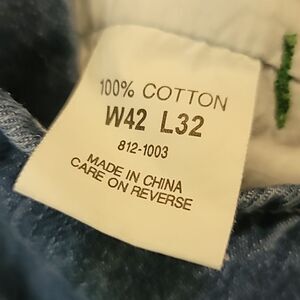 100% COTTON
W42 L32
812-1003
MADE IN CHINA
CARE ON REVERSE